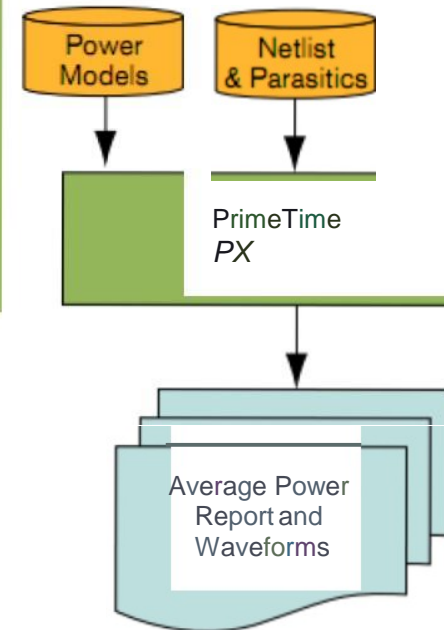 Power
Models
Netlist
& Parasitics
PrimeTime
PX
Average Power
Report and
Waveforms